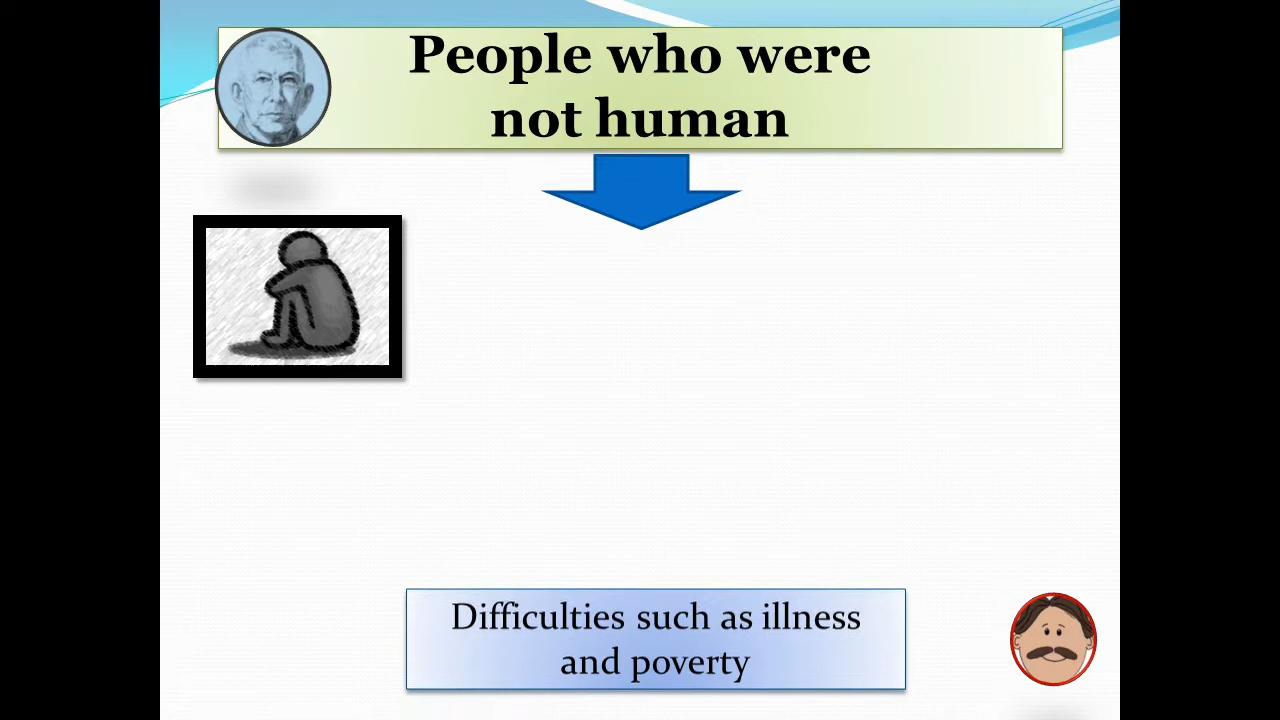 People who were
not human
Difficulties such as illness
and poverty